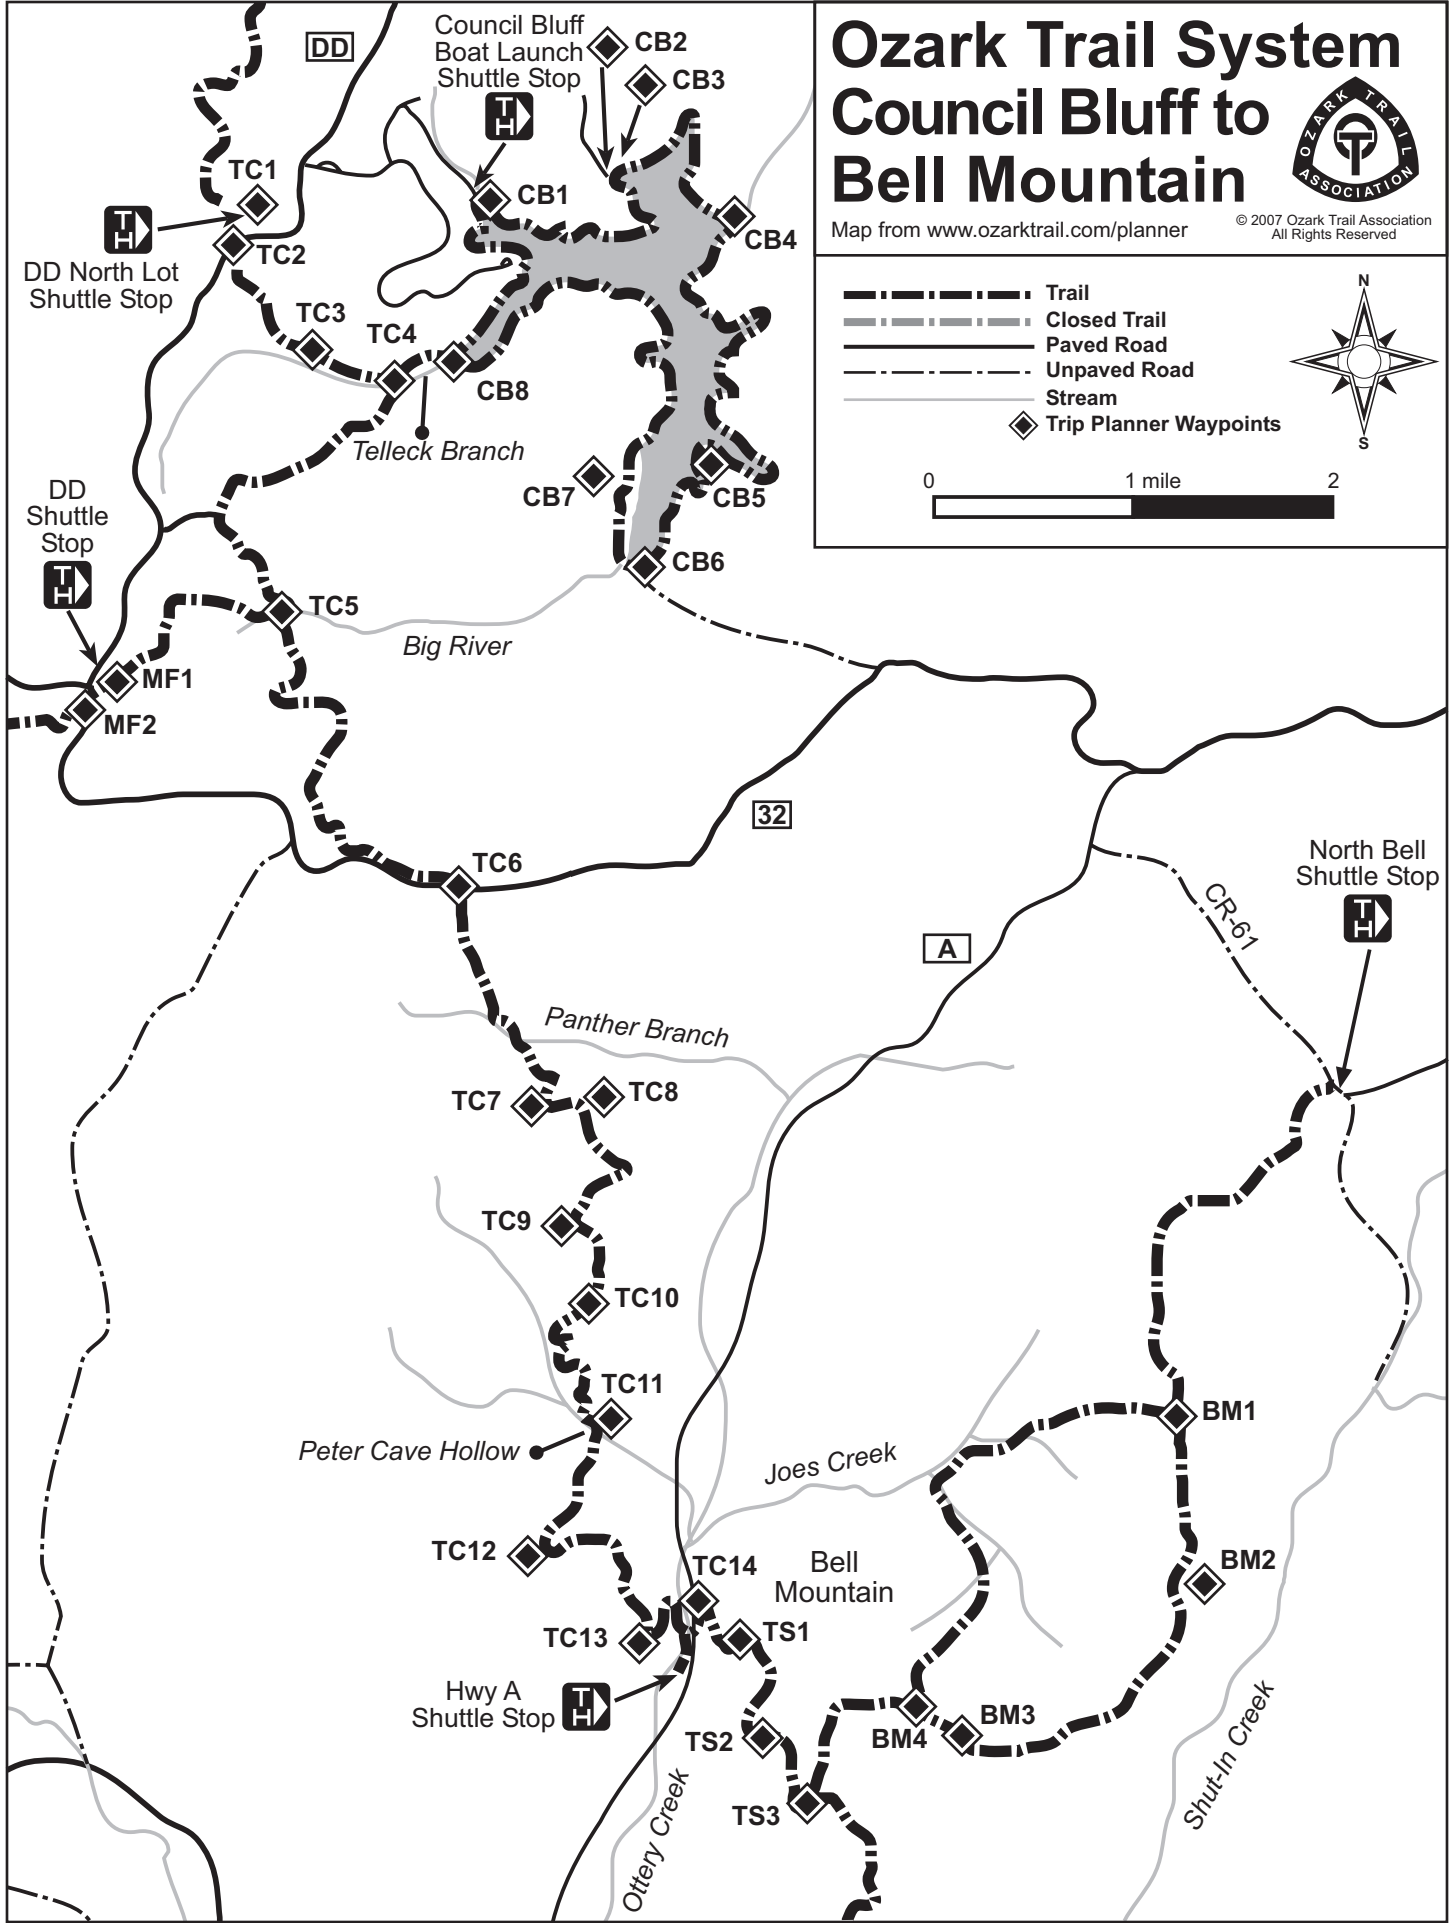 Ozark Trail System
Council Bluff to
Bell Mountain
Map from www.ozarktrail.com/planner
OZARK TRAIL
ASSOCIATION
© 2007 Ozark Trail Association
All Rights Reserved
Trail
Closed Trail
Paved Road
Unpaved Road
Stream
Trip Planner Waypoints
N
S
0
1 mile
2
DD
Council Bluff
Boat Launch
Shuttle Stop
TH
CB2
CB3
TC1
CB1
TH
TC2
CB4
DD North Lot
Shuttle Stop
TC3
TC4
CB8
Telleck Branch
CB7
CB5
DD
Shuttle
Stop
TH
CB6
TC5
Big River
MF1
MF2
32
TC6
North Bell
Shuttle Stop
TH
CR-61
A
Panther Branch
TC7
TC8
TC9
TC10
TC11
BM1
Peter Cave Hollow
Joes Creek
TC12
TC14
Bell
Mountain
BM2
TC13
TS1
Hwy A
Shuttle Stop
TH
TS2
BM4
BM3
TS3
Ottery Creek
Shut-In Creek